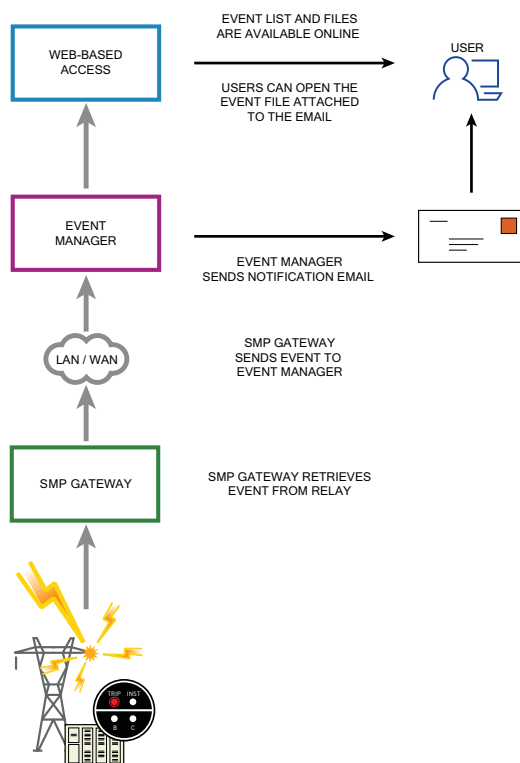 EVENT LIST AND FILES
ARE AVAILABLE ONLINE
USER
WEB-BASED
ACCESS
USERS CAN OPEN THE
EVENT FILE ATTACHED
TO THE EMAIL
EVENT
MANAGER
EVENT MANAGER
SENDS NOTIFICATION EMAIL
LAN / WAN
SMP GATEWAY
SENDS EVENT TO
EVENT MANAGER
SMP GATEWAY
SMP GATEWAY RETRIEVES
EVENT FROM RELAY
TRIP INST
B C